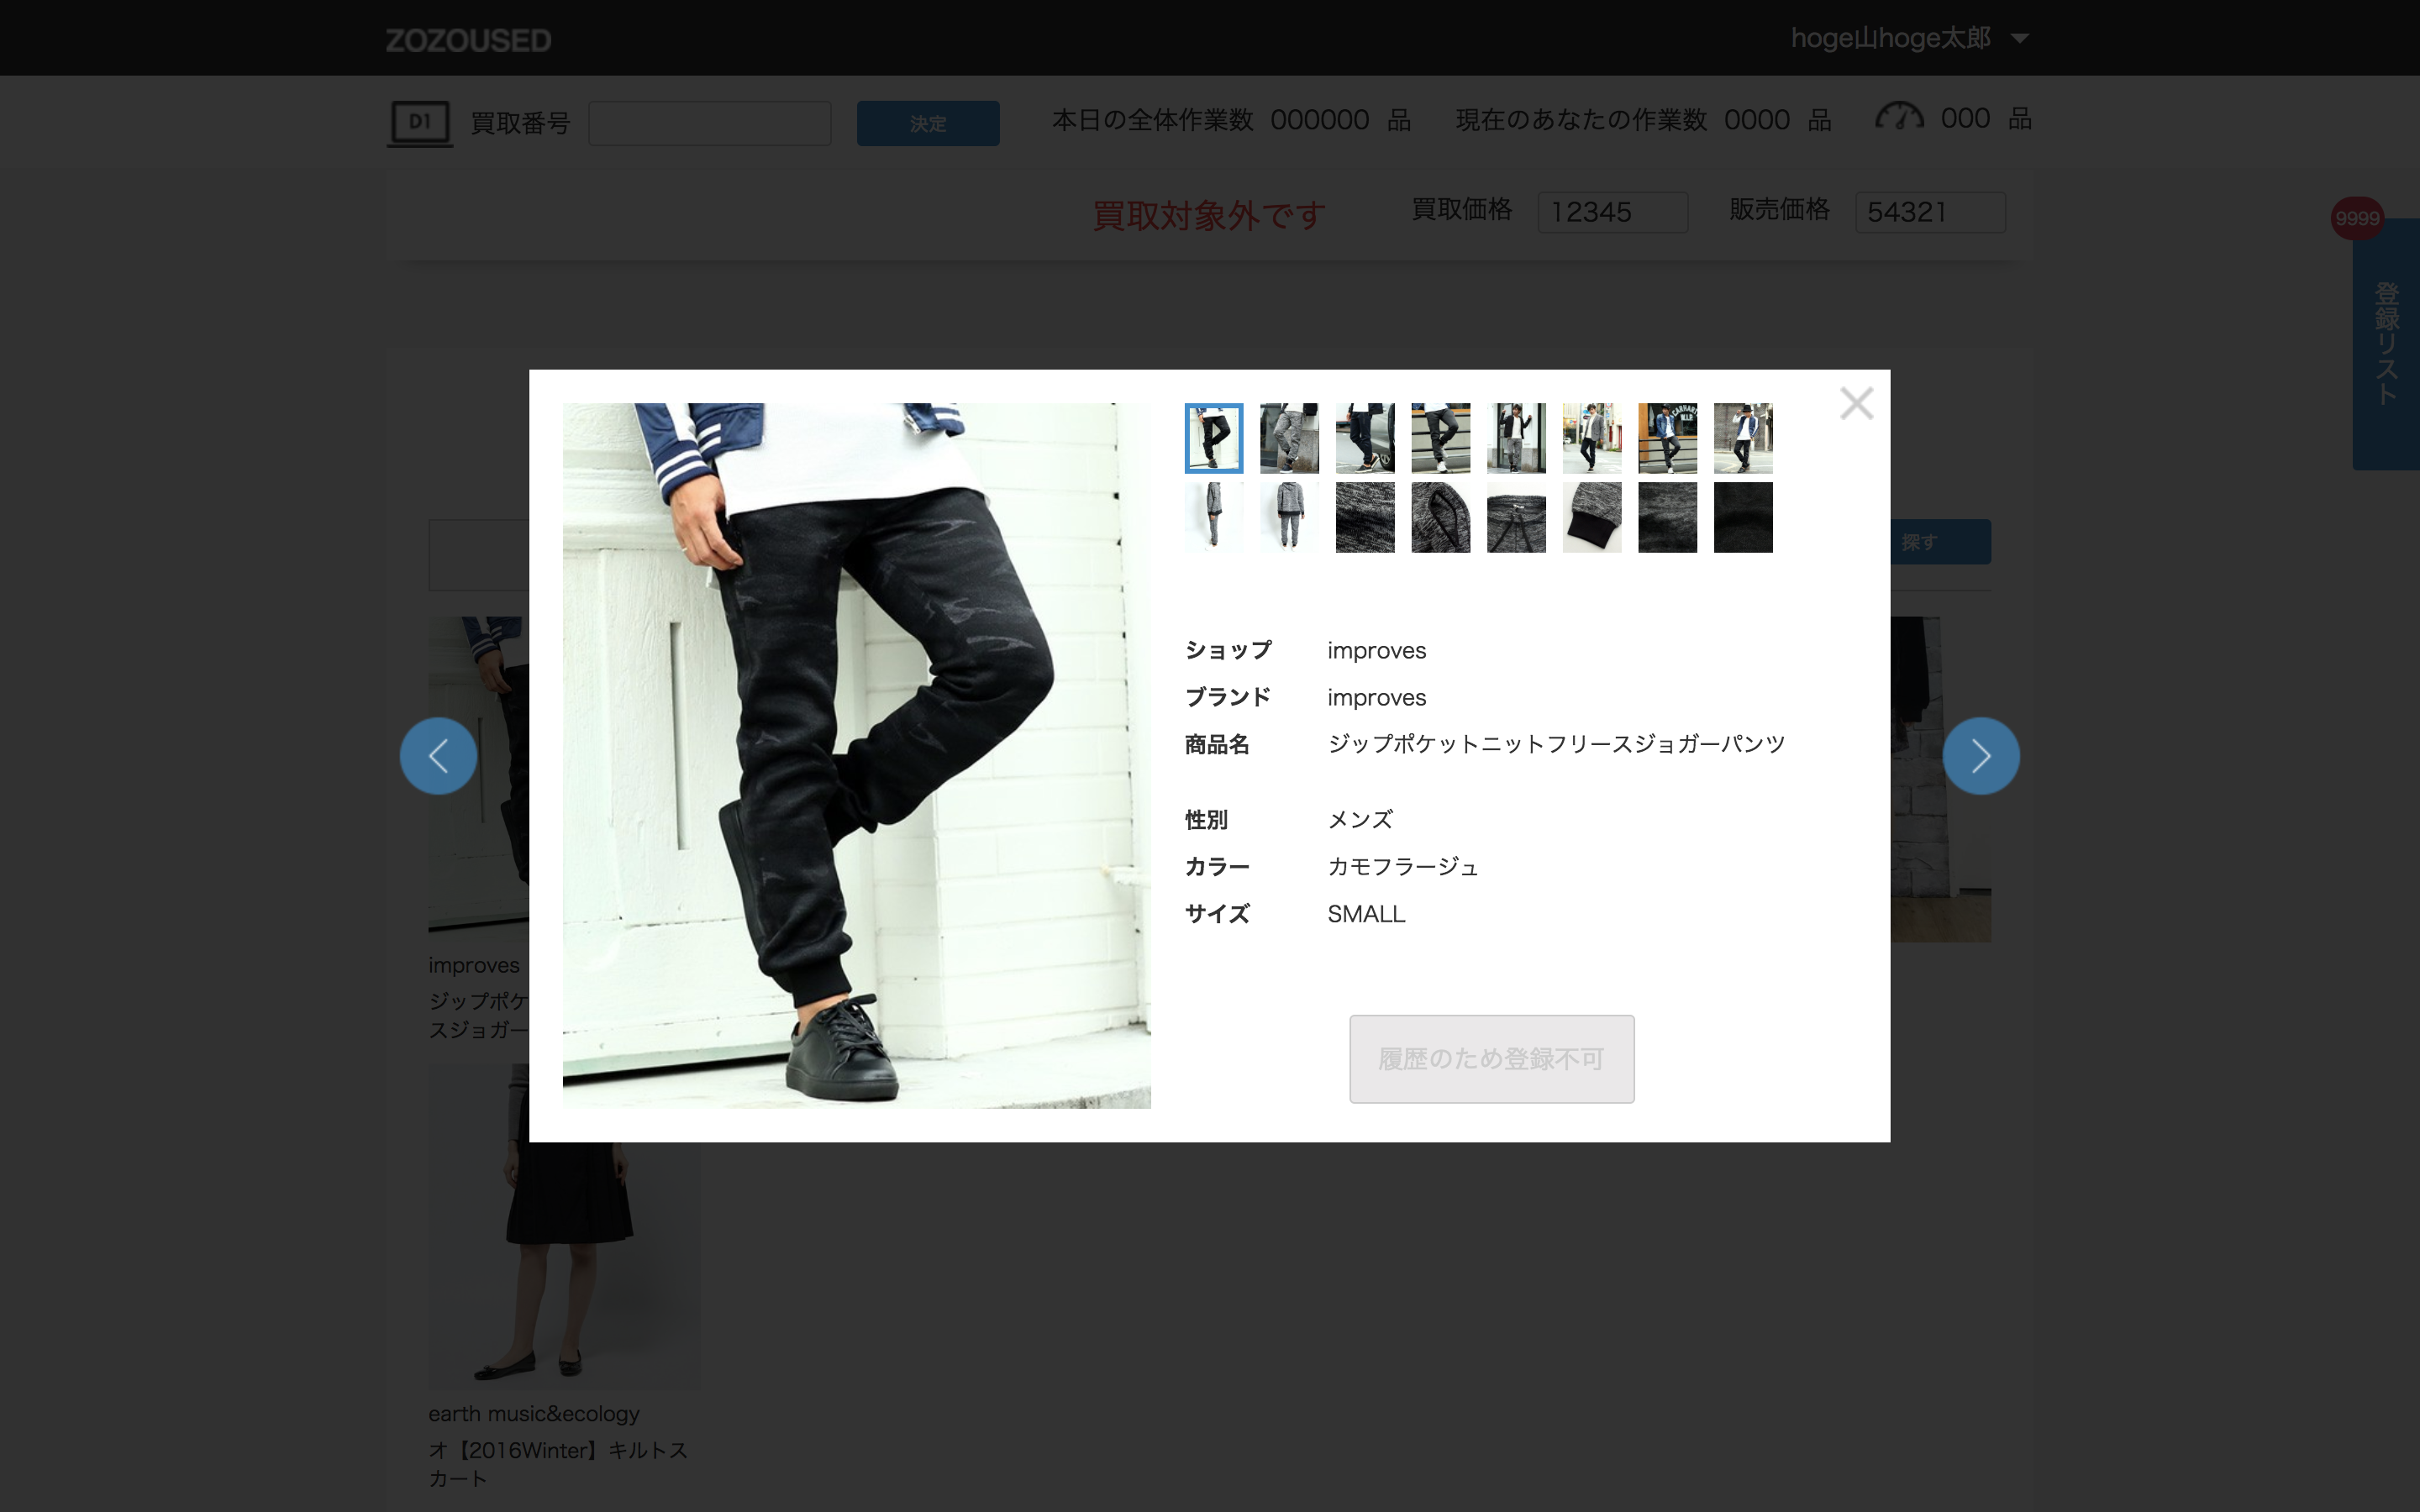 ZOZOUSED
hoge山hoge太郎
D1 買取番号 決定 本日の全体作業数 000000 品 現在のあなたの作業数 0000 品 000 品
買取対象外です 買取価格 12345 販売価格 54321
9999
登録リスト
探す
ショップ improves
ブランド improves
商品名 ジップポケットニットフリースジョガーパンツ
性別 メンズ
カラー カモフラージュ
サイズ SMALL
履歴のため登録不可
improves
ジップポケ
スジョガー
earth music&ecology
オ【2016Winter】キルトス
カート